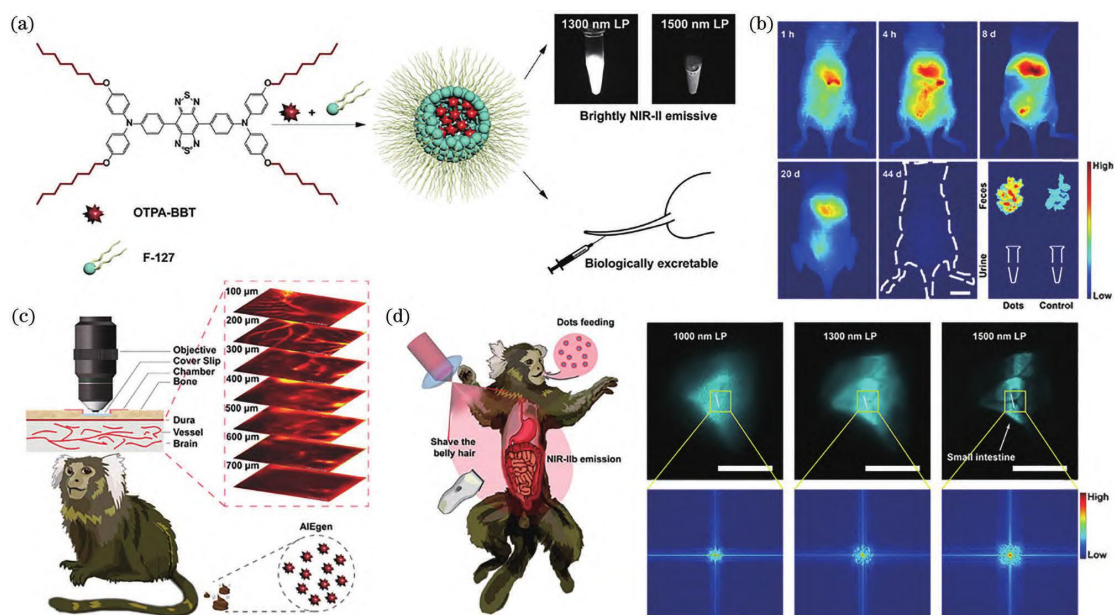 (a)
S
N
N
N
N
S
N
N
O
O
O
O
+
OTPA-BBT
F-127
1300 nm LP
1500 nm LP
Brightly NIR-II emissive
Biologically excretable
(b)
1 h
4 h
8 d
20 d
44 d
Feces
Urine
Dots
Control
High
Low
(c)
Objective
Cover Slip
Chamber
Bone
Dura
Vessel
Brain
100 μm
200 μm
300 μm
400 μm
500 μm
600 μm
700 μm
AIEgen
(d)
Dots feeding
Shave the
belly hair
NIR-IIb emission
1000 nm LP
1300 nm LP
1500 nm LP
Small intestine
High
Low